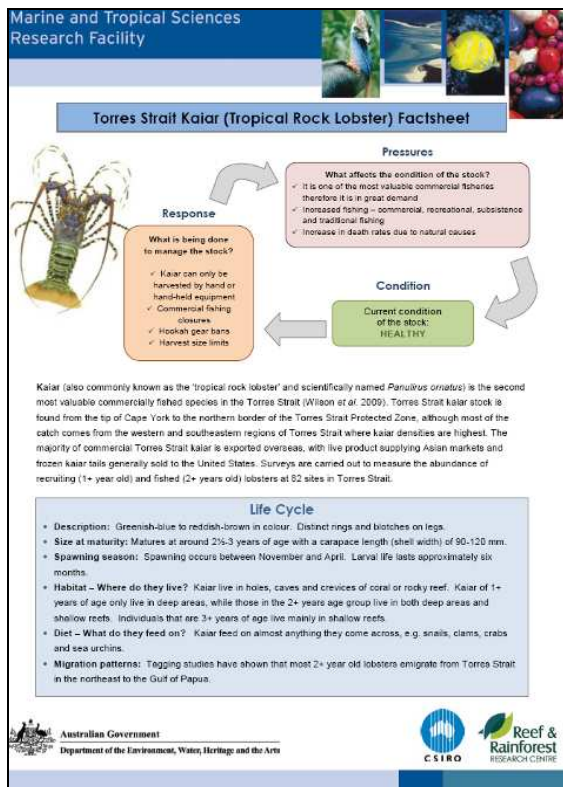 Marine and Tropical Sciences
Research Facility
Torres Strait Kaiar (Tropical Rock Lobster) Factsheet
Pressures
What affects the condition of the stock?
✓ It is one of the most valuable commercial fisheries
therefore it is in great demand
✓ Increased fishing – commercial, recreational, subsistence
and traditional fishing
✓ Increase in death rates due to natural causes
Response
What is being done
to manage the stock?
✓ Kaiar can only be
harvested by hand or
hand-held equipment
✓ Commercial fishing
closures
✓ Hookah gear bans
✓ Harvest size limits
Condition
Current condition
of the stock:
HEALTHY
Kaiar (also commonly known as the 'tropical rock lobster' and scientifically named Panulirus ornatus) is the second
most valuable commercially fished species in the Torres Strait (Wilson et al. 2009). Torres Strait kaiar stock is
found from the tip of Cape York to the northern border of the Torres Strait Protected Zone, although most of the
catch comes from the western and southeastern regions of Torres Strait where kaiar densities are highest. The
majority of commercial Torres Strait kaiar is exported overseas, with live product supplying Asian markets and
frozen kaiar tails generally sold to the United States. Surveys are carried out to measure the abundance of
recruiting (1+ year old) and fished (2+ years old) lobsters at 82 sites in Torres Strait.
Life Cycle
• Description: Greenish-blue to reddish-brown in colour. Distinct rings and blotches on legs.
• Size at maturity: Matures at around 2½-3 years of age with a carapace length (shell width) of 90-120 mm.
• Spawning season: Spawning occurs between November and April. Larval life lasts approximately six
months.
• Habitat – Where do they live? Kaiar live in holes, caves and crevices of coral or rocky reef. Kaiar of 1+
years of age only live in deep areas, while those in the 2+ years age group live in both deep areas and
shallow reefs. Individuals that are 3+ years of age live mainly in shallow reefs.
• Diet – What do they feed on? Kaiar feed on almost anything they come across, e.g. snails, clams, crabs
and sea urchins.
• Migration patterns: Tagging studies have shown that most 2+ year old lobsters emigrate from Torres Strait
in the northeast to the Gulf of Papua.
Australian Government
Department of the Environment, Water, Heritage and the Arts
CSIRO
Reef &
Rainforest
RESEARCH CENTRE